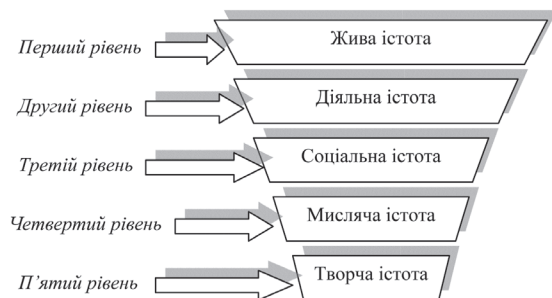 Перший рівень
Жива істота
Другий рівень
Діяльна істота
Третій рівень
Соціальна істота
Четвертий рівень
Мисляча істота
П’ятий рівень
Творча істота